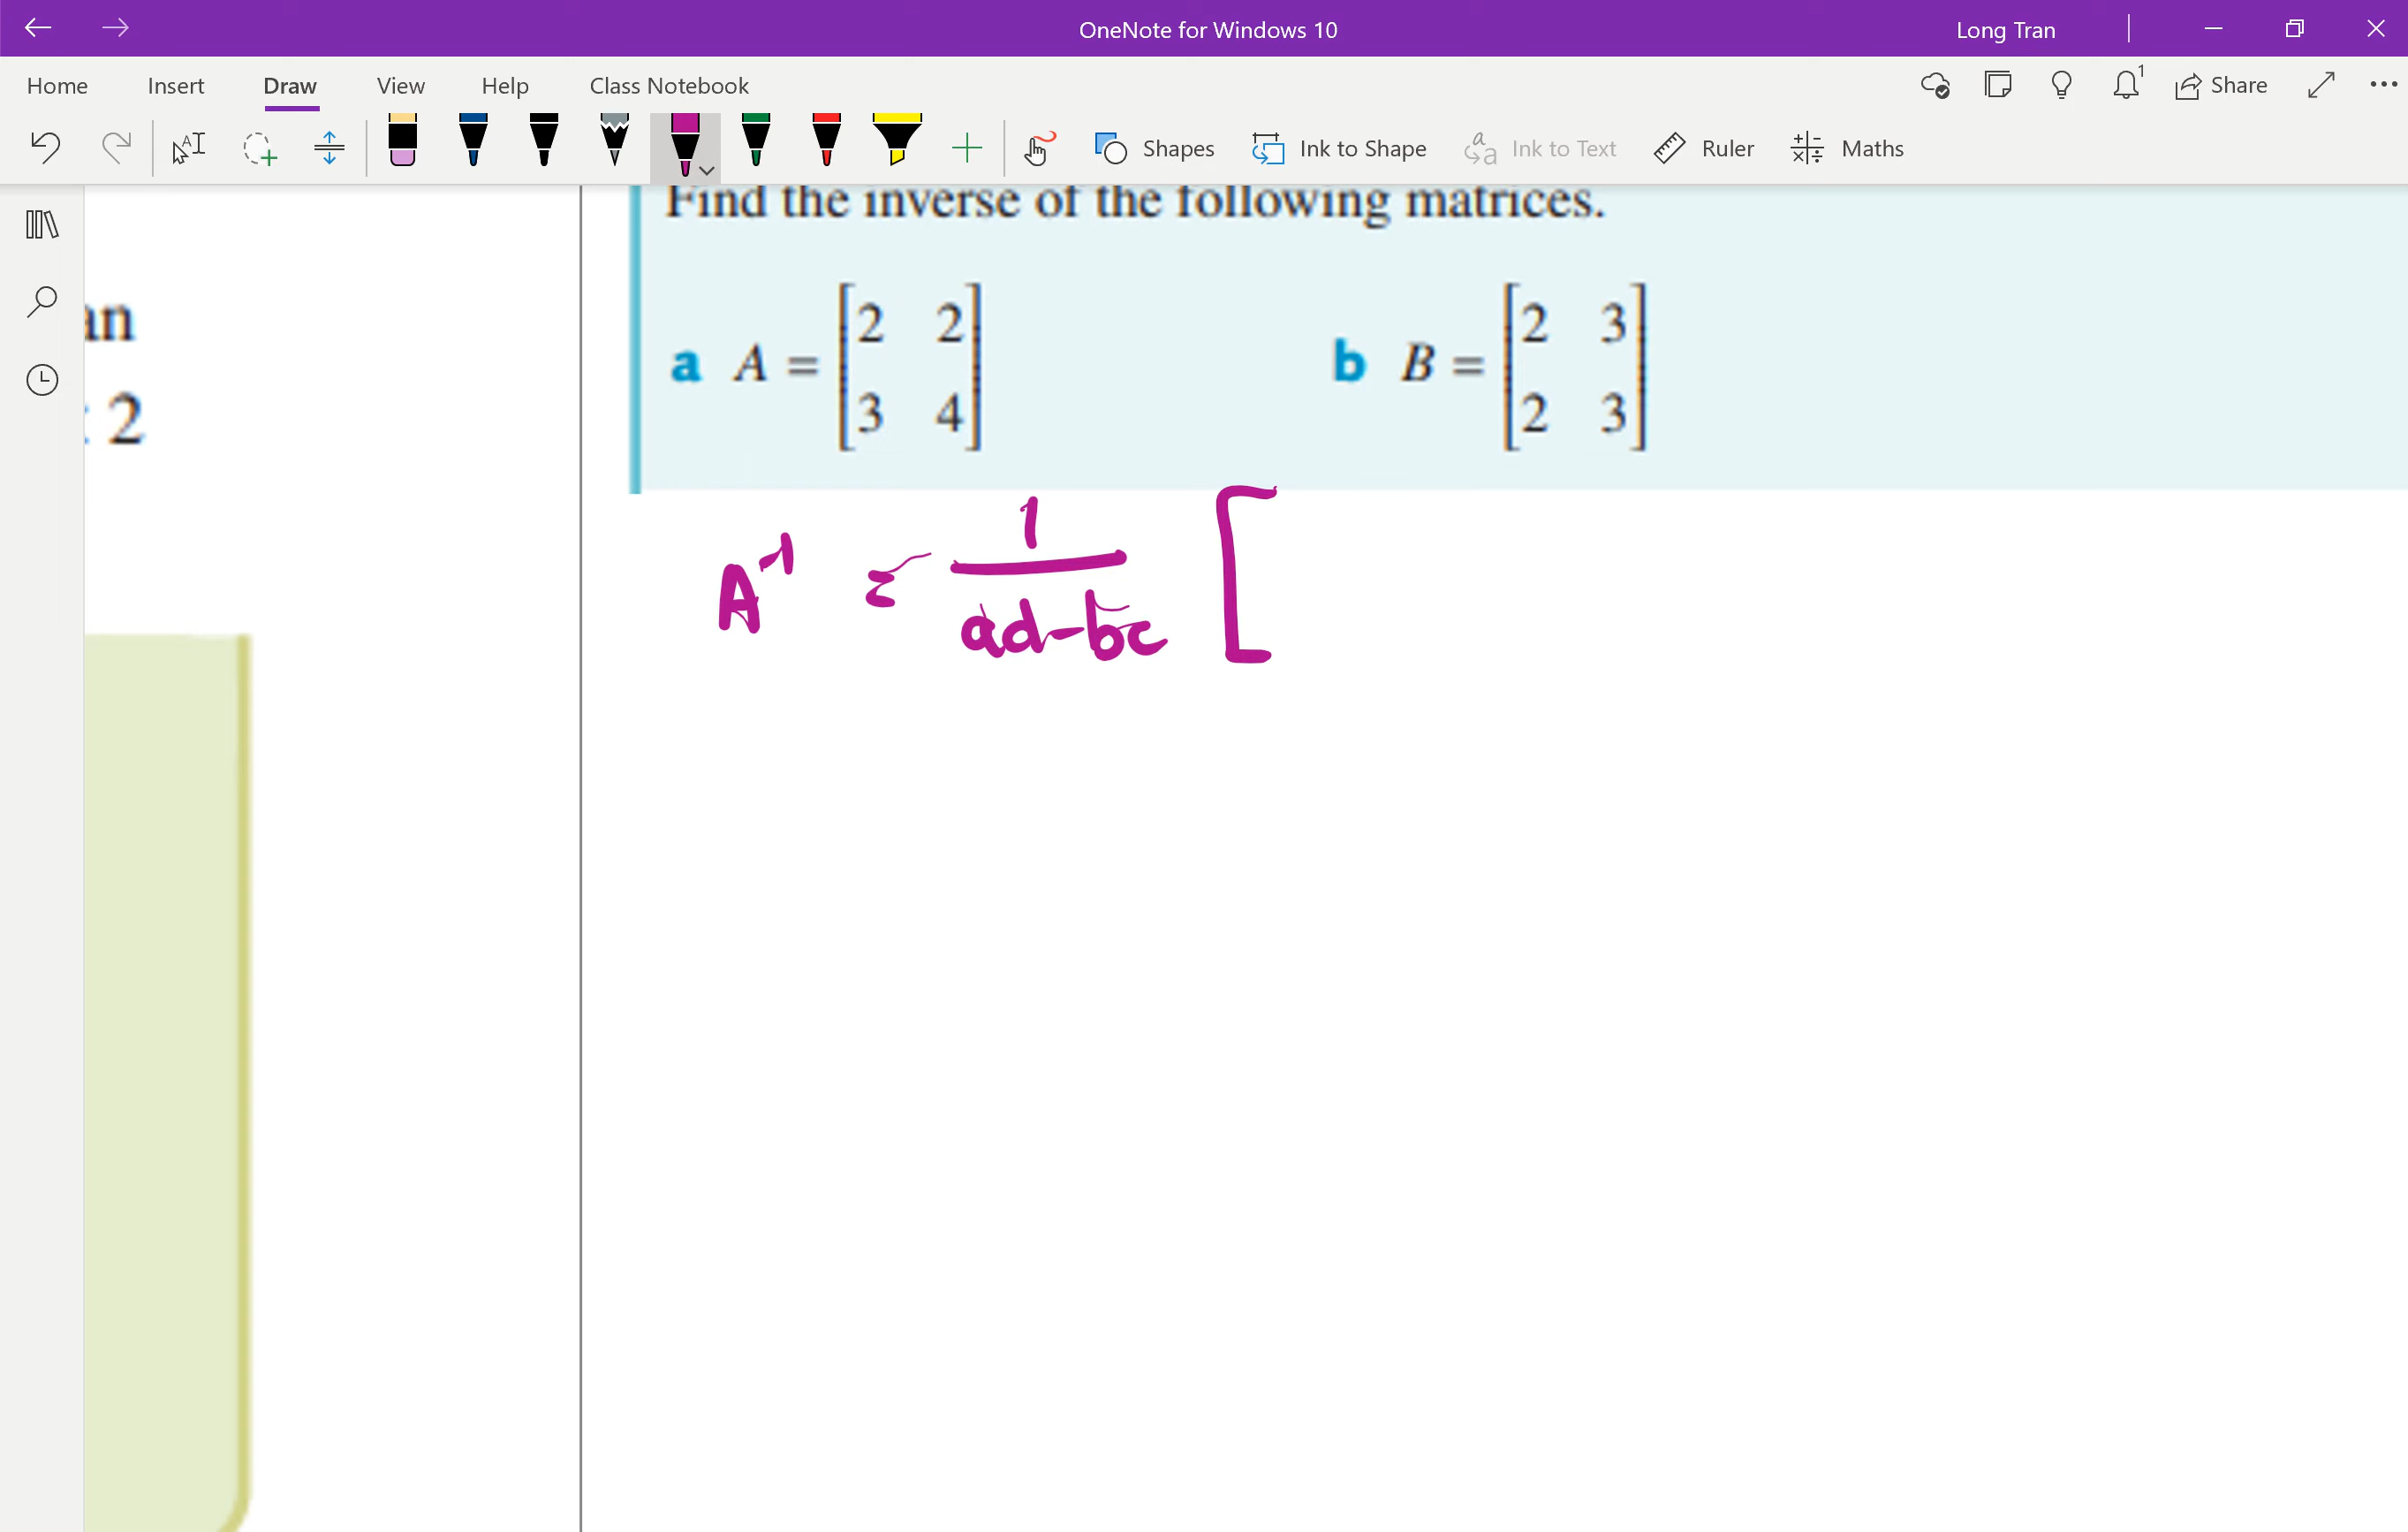 OneNote for Windows 10 Long Tran
Home Insert Draw View Help Class Notebook 1 Share
Shapes Ink to Shape Ink to Text Ruler Maths
Find the inverse of the following matrices.
a A = [2 2 3 4] b B = [2 3 2 3]
2
A⁻¹ = 1/(ad-bc) [